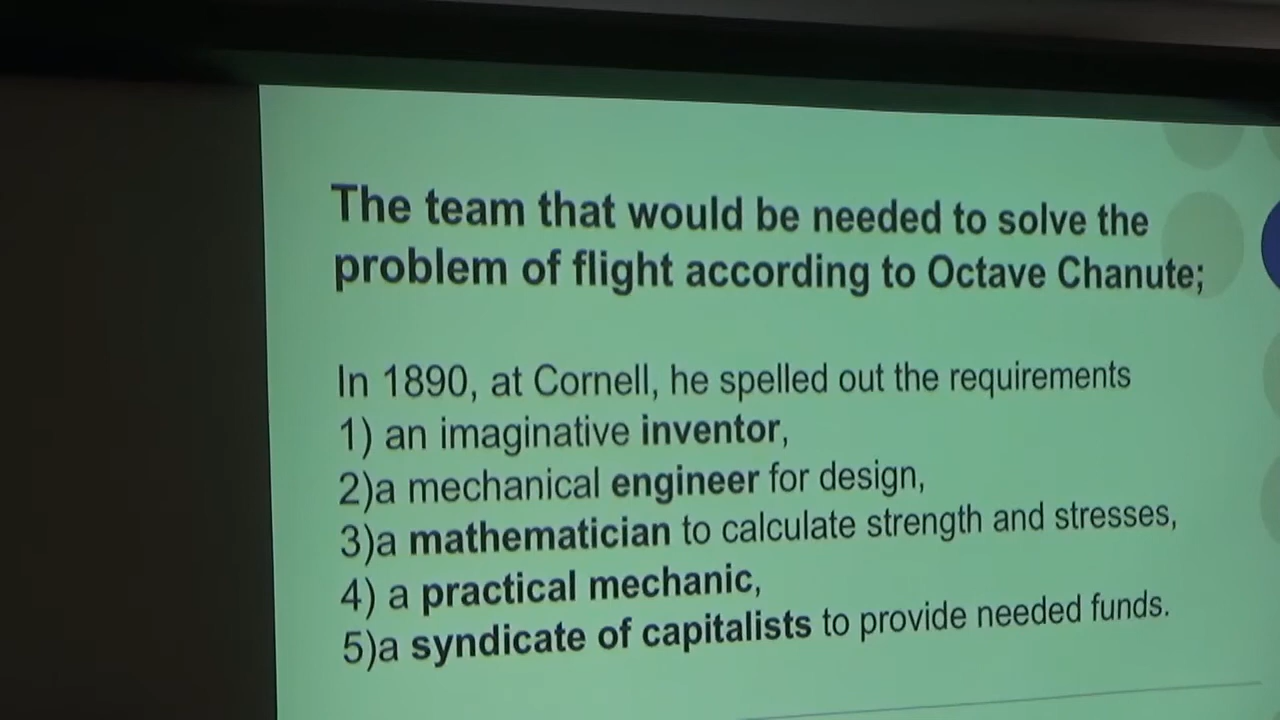 The team that would be needed to solve the
problem of flight according to Octave Chanute;
In 1890, at Cornell, he spelled out the requirements
1) an imaginative inventor,
2)a mechanical engineer for design,
3)a mathematician to calculate strength and stresses,
4) a practical mechanic,
5)a syndicate of capitalists to provide needed funds.